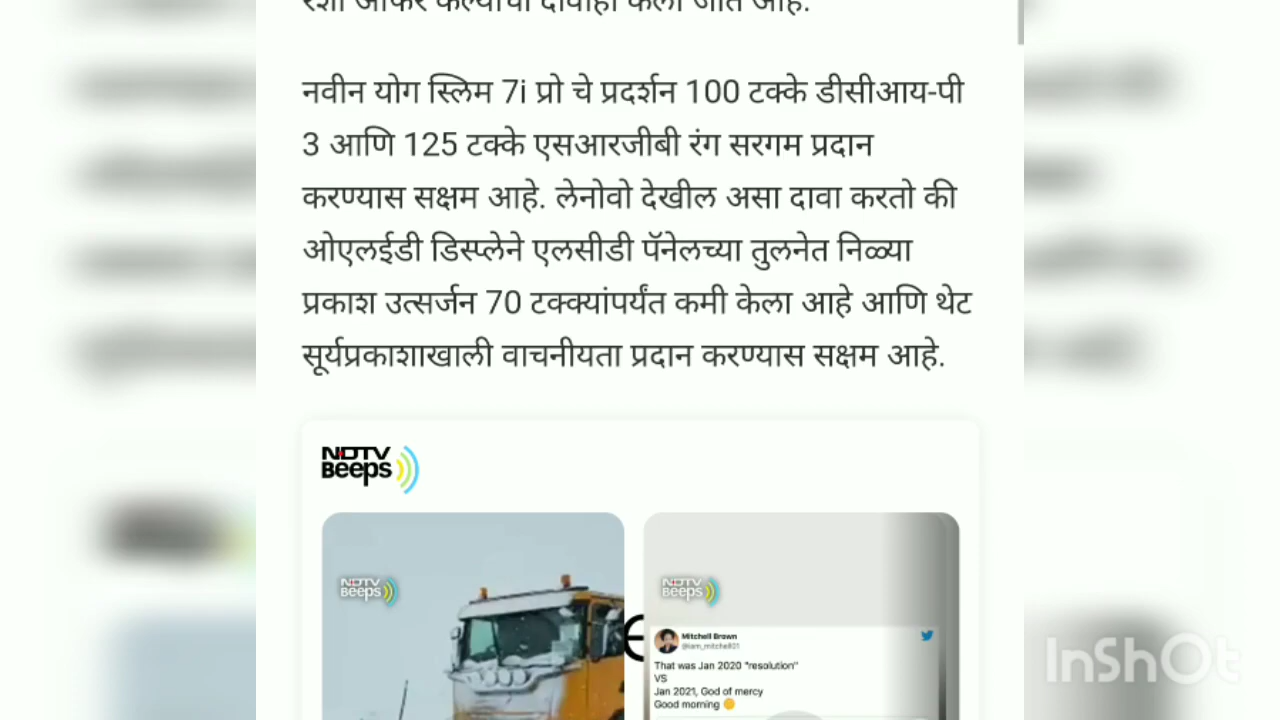 नवीन योग स्लिम 7i प्रो चे प्रदर्शन 100 टक्के डीसीआय-पी
3 आणि 125 टक्के एसआरजीबी रंग सरगम प्रदान
करण्यास सक्षम आहे. लेनोवो देखील असा दावा करतो की
ओएलईडी डिस्प्लेने एलसीडी पॅनेलच्या तुलनेत निळ्या
प्रकाश उत्सर्जन 70 टक्क्यांपर्यंत कमी केला आहे आणि थेट
सूर्यप्रकाशाखाली वाचनीयता प्रदान करण्यास सक्षम आहे.
NDTV
Beeps
NDTV
Beeps
NDTV
Beeps
Mitchell Brown
@iam_mitchell01
That was Jan 2020 "resolution"
VS
Jan 2021, God of mercy
Good morning
InShOt